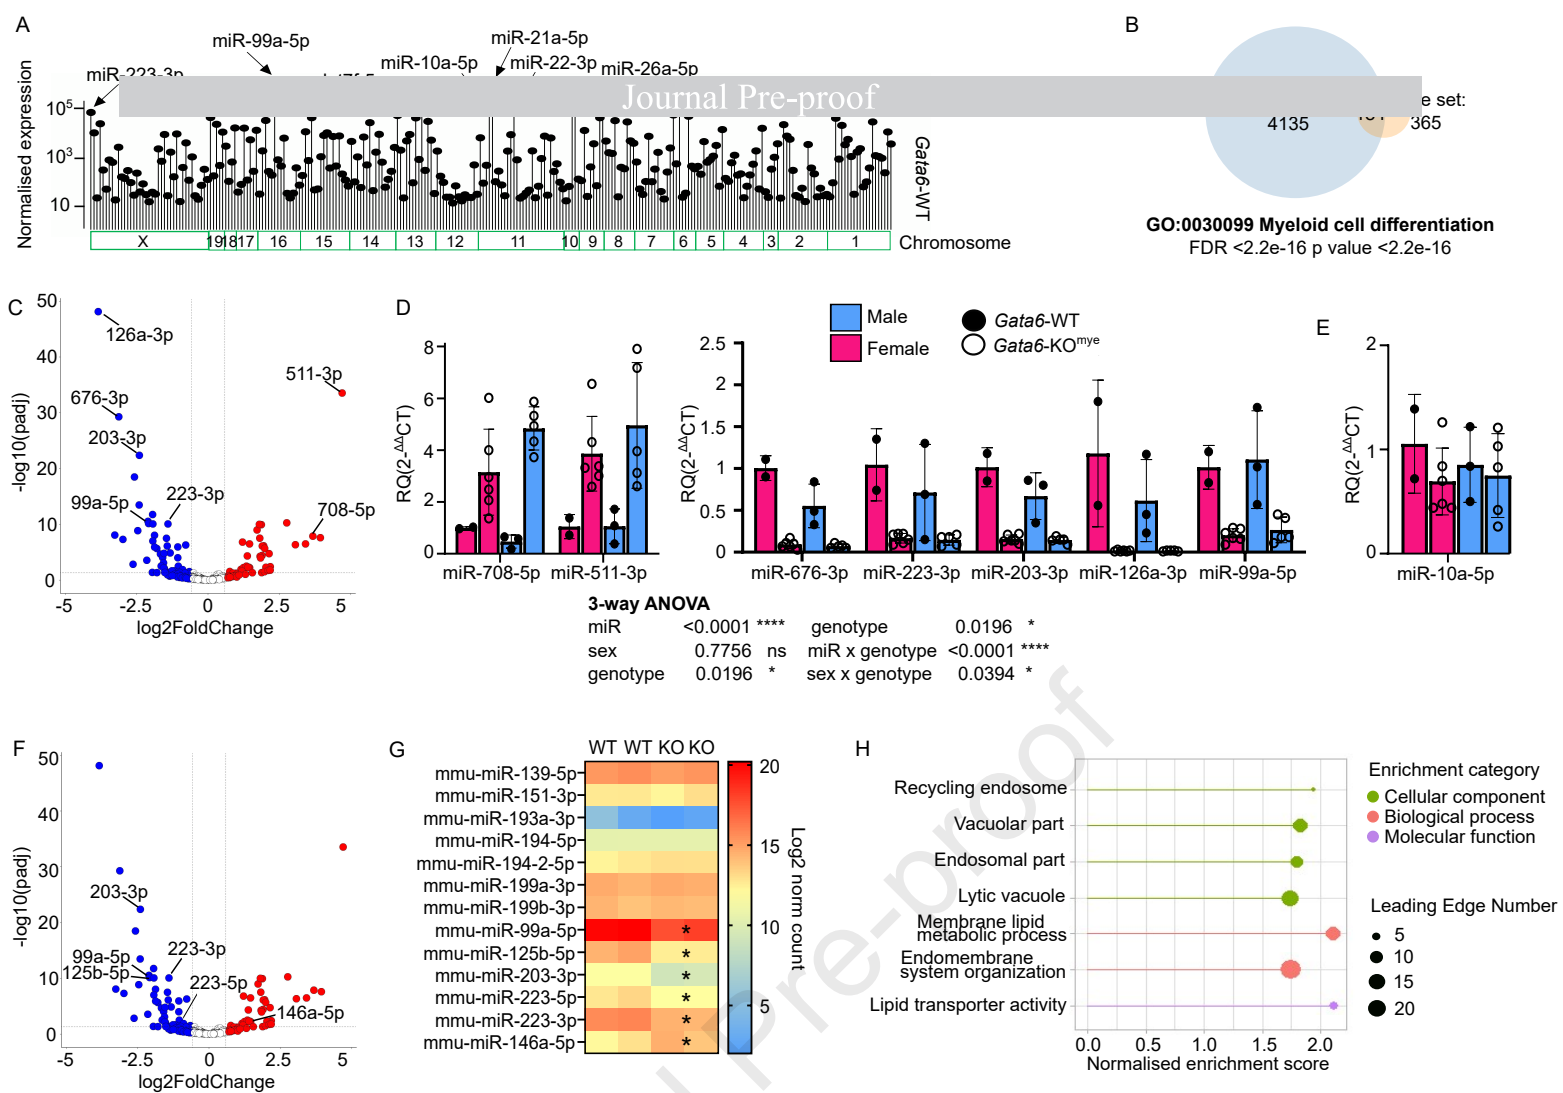 A
miR-99a-5p
miR-21a-5p
miR-223-3p
miR-10a-5p
miR-22-3p
miR-26a-5p
Journal Pre-proof
Normalised expression
10⁵
10³
10
Gata6-WT
X 19 18 17 16 15 14 13 12 11 10 9 8 7 6 5 4 3 2 1 Chromosome
B
e set:
4135
365
GO:0030099 Myeloid cell differentiation
FDR <2.2e-16 p value <2.2e-16
C
-log10(padj)
50
40
30
20
10
0
126a-3p
676-3p
203-3p
99a-5p
223-3p
511-3p
708-5p
-5 -2.5 0 2.5 5
log2FoldChange
D
Male
Female
Gata6-WT
Gata6-KOᵐʸᵉ
RQ(2-ΔΔCT)
8
6
4
2
0
miR-708-5p miR-511-3p
RQ(2-ΔΔCT)
2.5
2
1.5
1
0.5
0
miR-676-3p miR-223-3p miR-203-3p miR-126a-3p miR-99a-5p
3-way ANOVA
miR <0.0001 **** genotype 0.0196 *
sex 0.7756 ns miR x genotype <0.0001 ****
genotype 0.0196 * sex x genotype 0.0394 *
E
RQ(2-ΔΔCT)
2
1
0
miR-10a-5p
F
-log10(padj)
50
40
30
20
10
0
203-3p
99a-5p
125b-5p
223-3p
223-5p
146a-5p
-5 -2.5 0 2.5 5
log2FoldChange
G
WT WT KO KO
mmu-miR-139-5p
mmu-miR-151-3p
mmu-miR-193a-3p
mmu-miR-194-5p
mmu-miR-194-2-5p
mmu-miR-199a-3p
mmu-miR-199b-3p
mmu-miR-99a-5p *
mmu-miR-125b-5p *
mmu-miR-203-3p *
mmu-miR-223-5p *
mmu-miR-223-3p *
mmu-miR-146a-5p *
20
15
10
5
Log2 norm count
H
Recycling endosome
Vacuolar part
Endosomal part
Lytic vacuole
Membrane lipid
metabolic process
Endomembrane
system organization
Lipid transporter activity
0.0 0.5 1.0 1.5 2.0
Normalised enrichment score
Enrichment category
Cellular component
Biological process
Molecular function
Leading Edge Number
5
10
15
20
Pre-proof